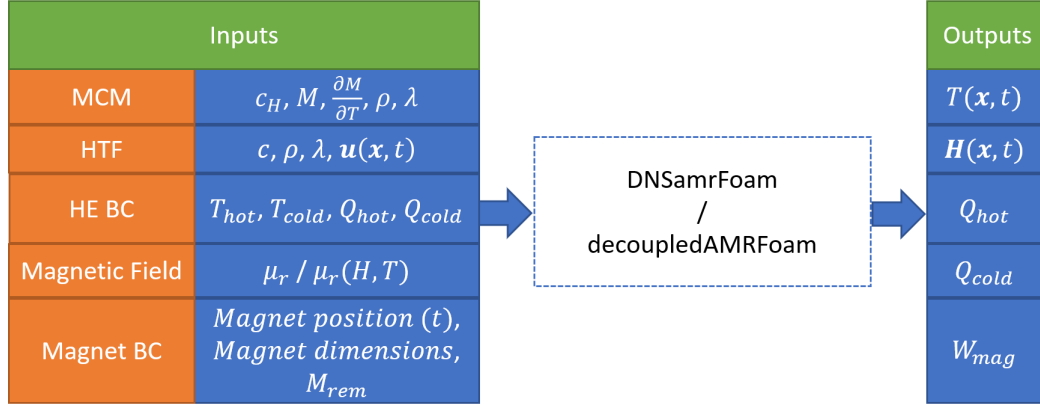 Inputs
Outputs
MCM
c_H, M, ∂M/∂T, ρ, λ
T(x, t)
HTF
c, ρ, λ, u(x, t)
H(x, t)
HE BC
T_hot, T_cold, Q_hot, Q_cold
DNSamrFoam
/
decoupledAMRFoam
Q_hot
Magnetic Field
μ_r / μ_r(H, T)
Q_cold
Magnet BC
Magnet position (t),
Magnet dimensions,
M_rem
W_mag